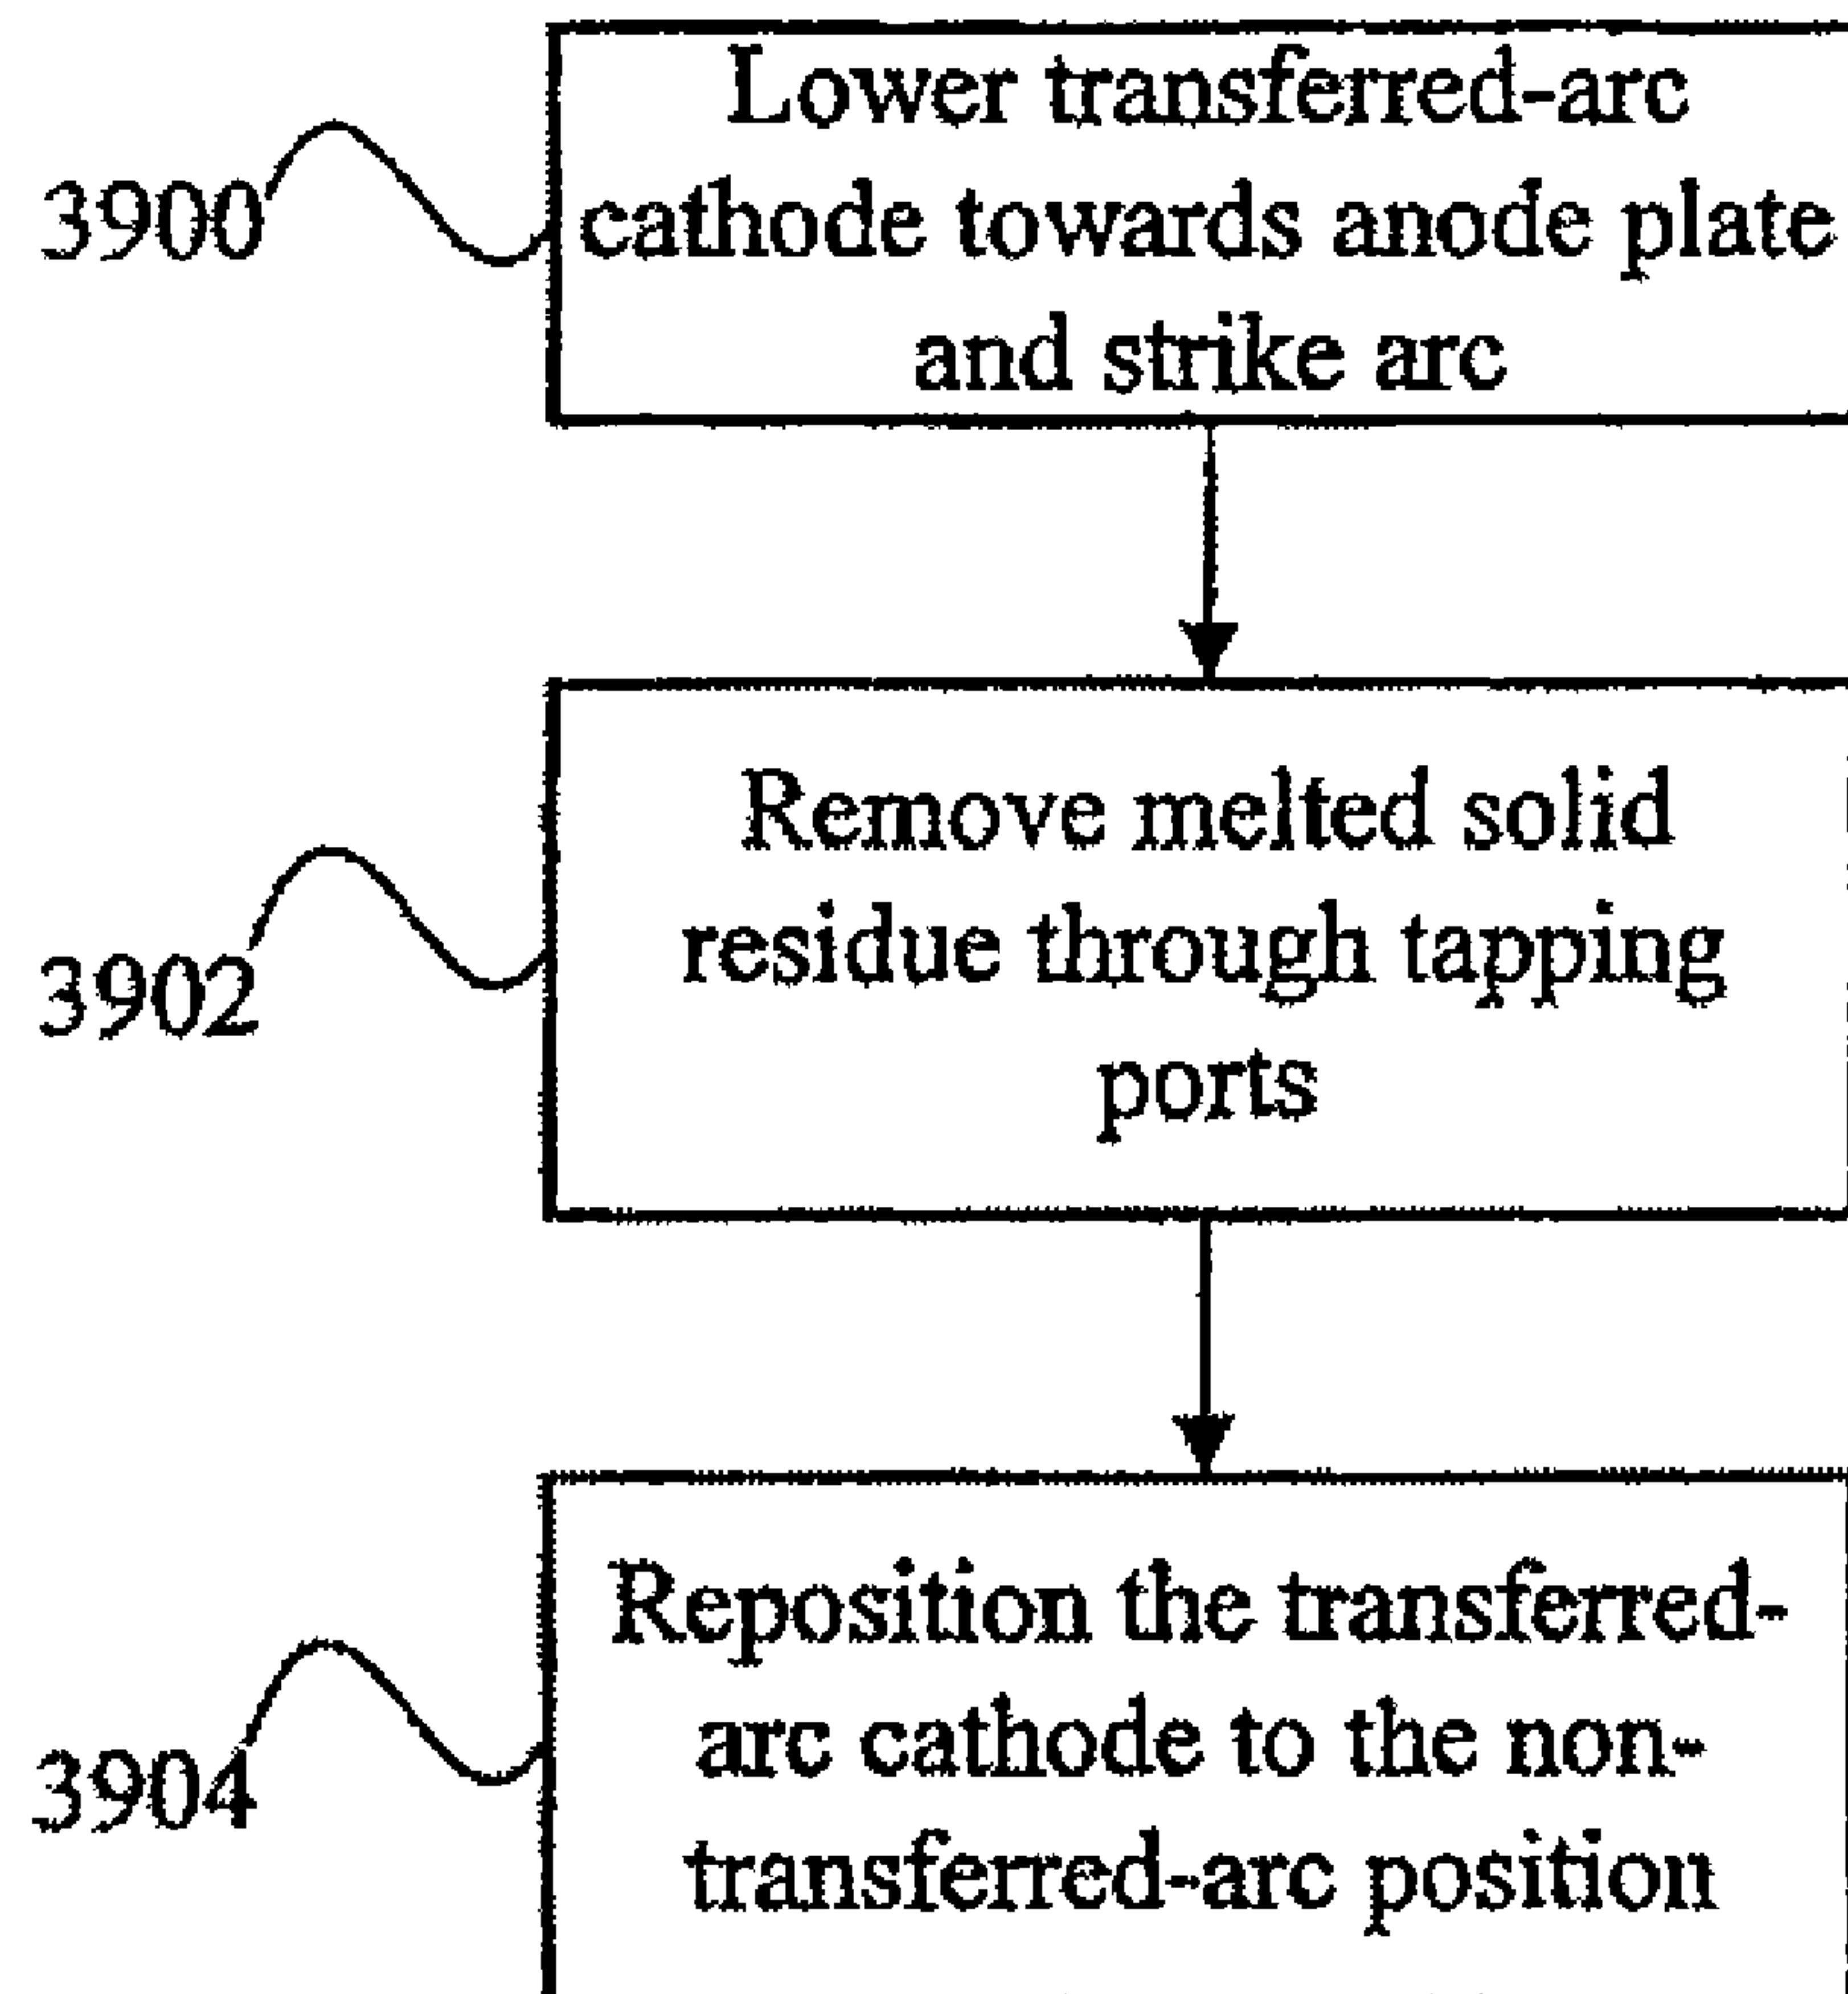 Lower transferred-arc
3900
cathode towards anode plate
and strike arc
Remove melted solid
residue through tapping
3902
ports
Reposition the transferred-
arc cathode to the non-
3904
transferred-arc position